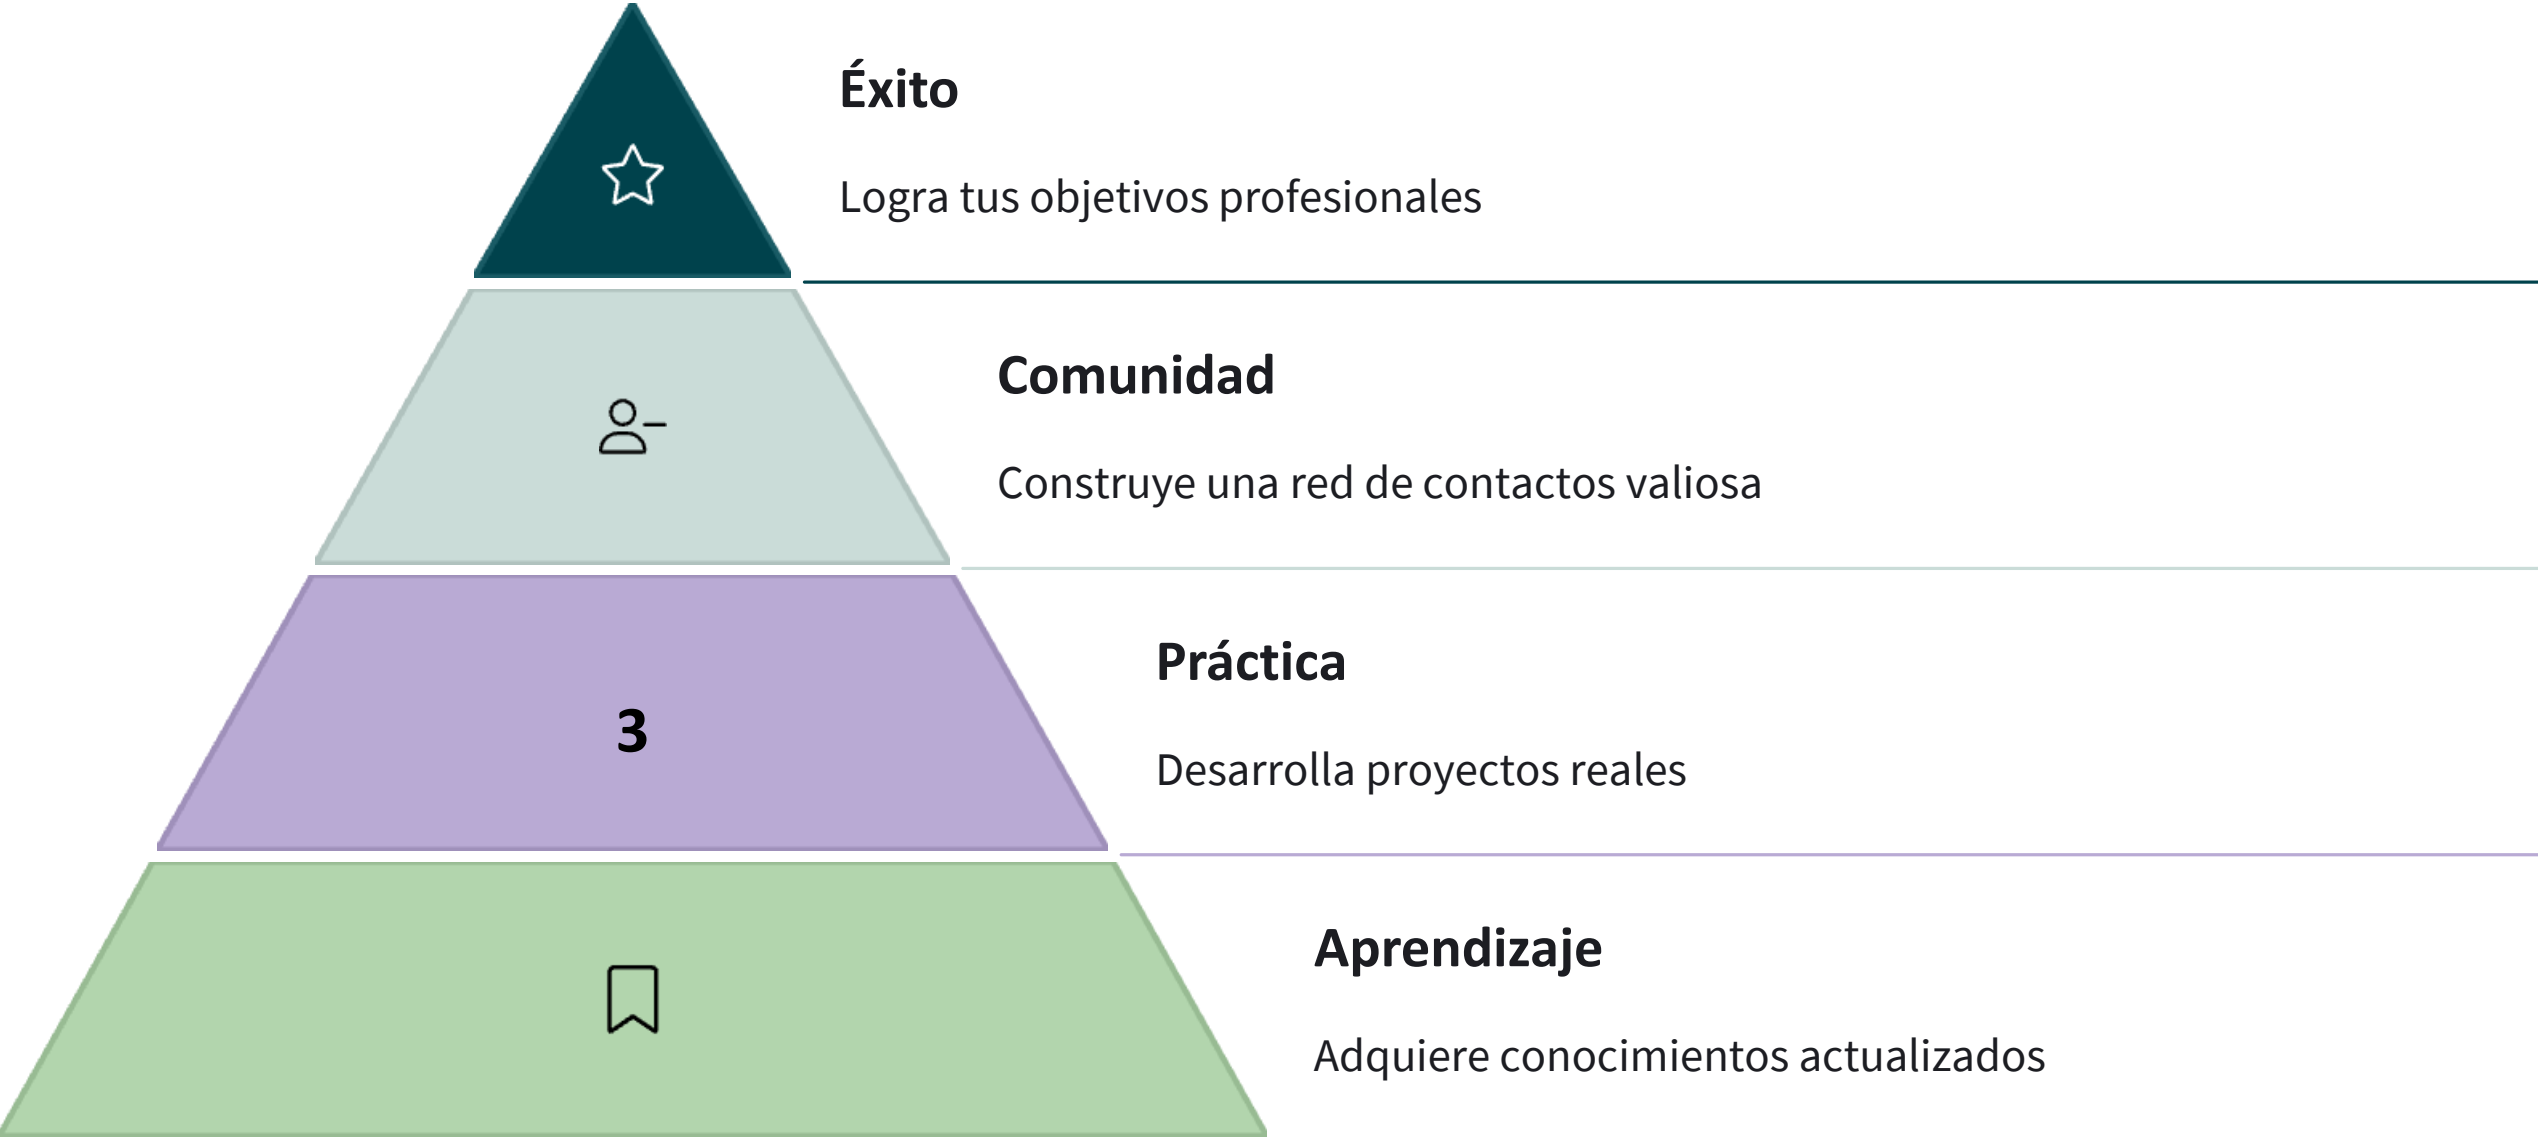 Éxito
Logra tus objetivos profesionales
Comunidad
Construye una red de contactos valiosa
3
Práctica
Desarrolla proyectos reales
Aprendizaje
Adquiere conocimientos actualizados